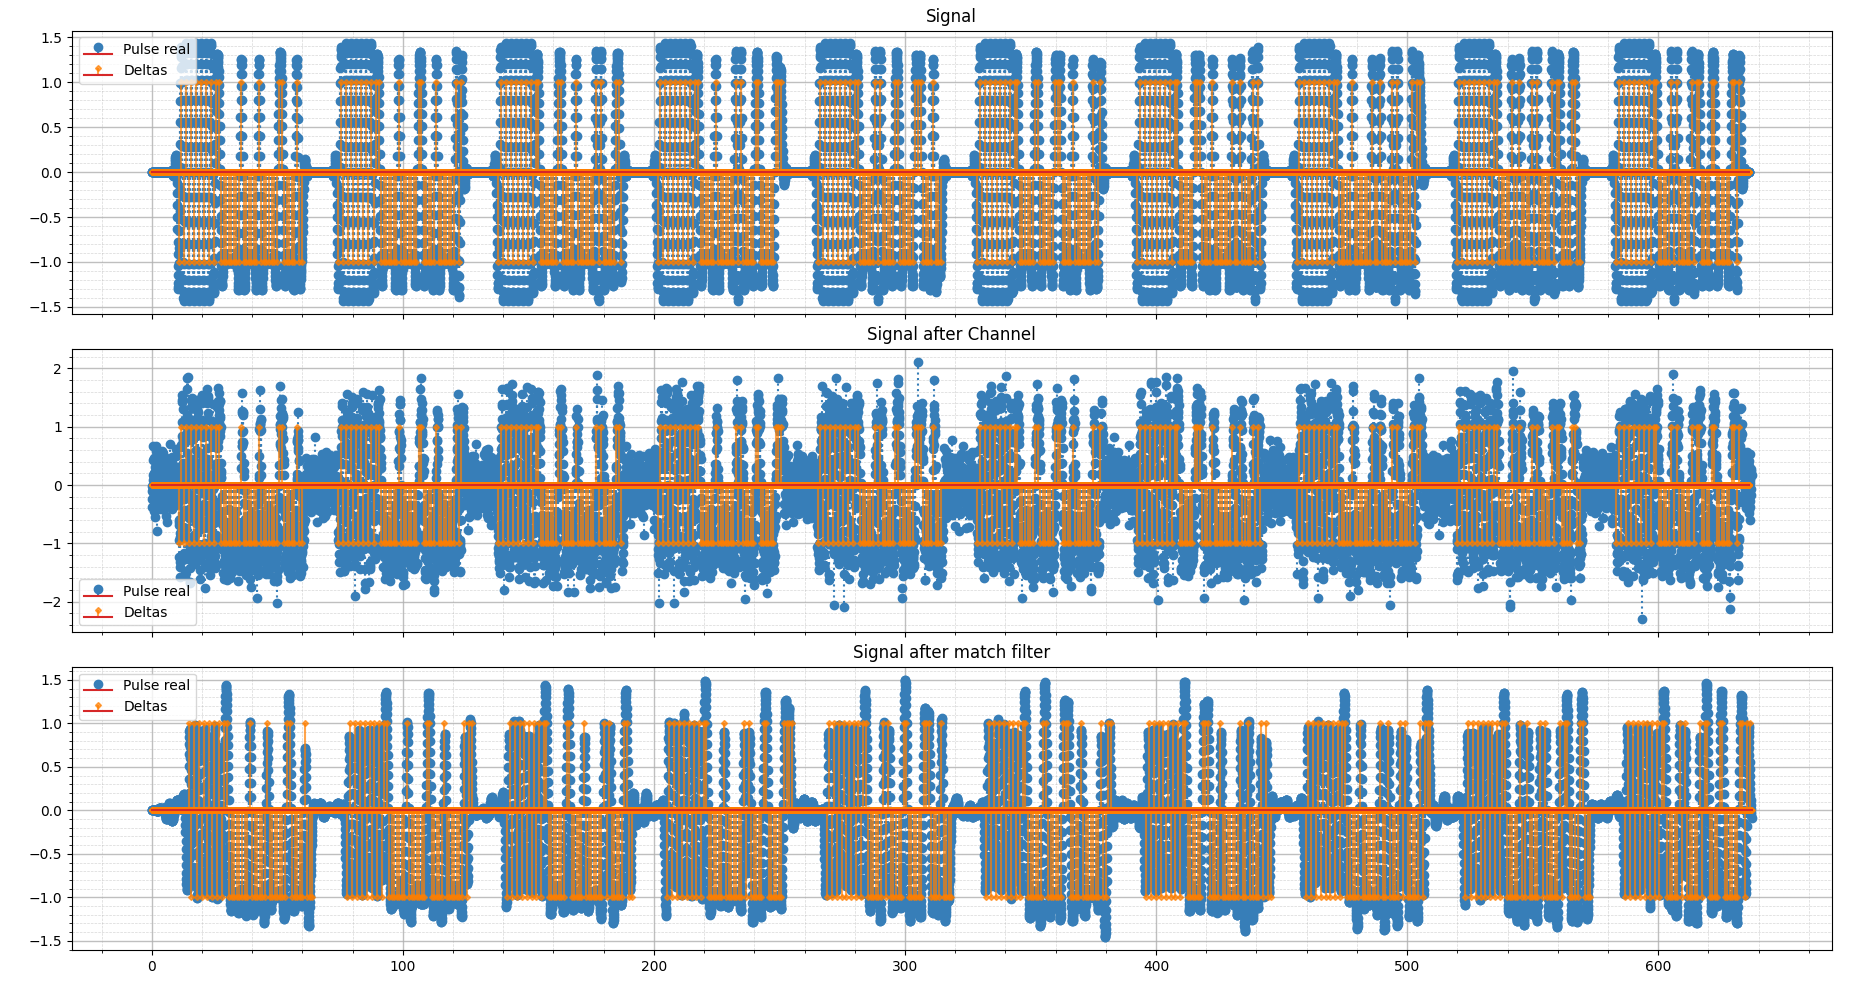 Signal
1.5
1.0
0.5
0.0
−0.5
−1.0
−1.5
Pulse real
Deltas
Signal after Channel
2
1
0
−1
−2
Pulse real
Deltas
Signal after match filter
1.5
1.0
0.5
0.0
−0.5
−1.0
−1.5
Pulse real
Deltas
0 100 200 300 400 500 600